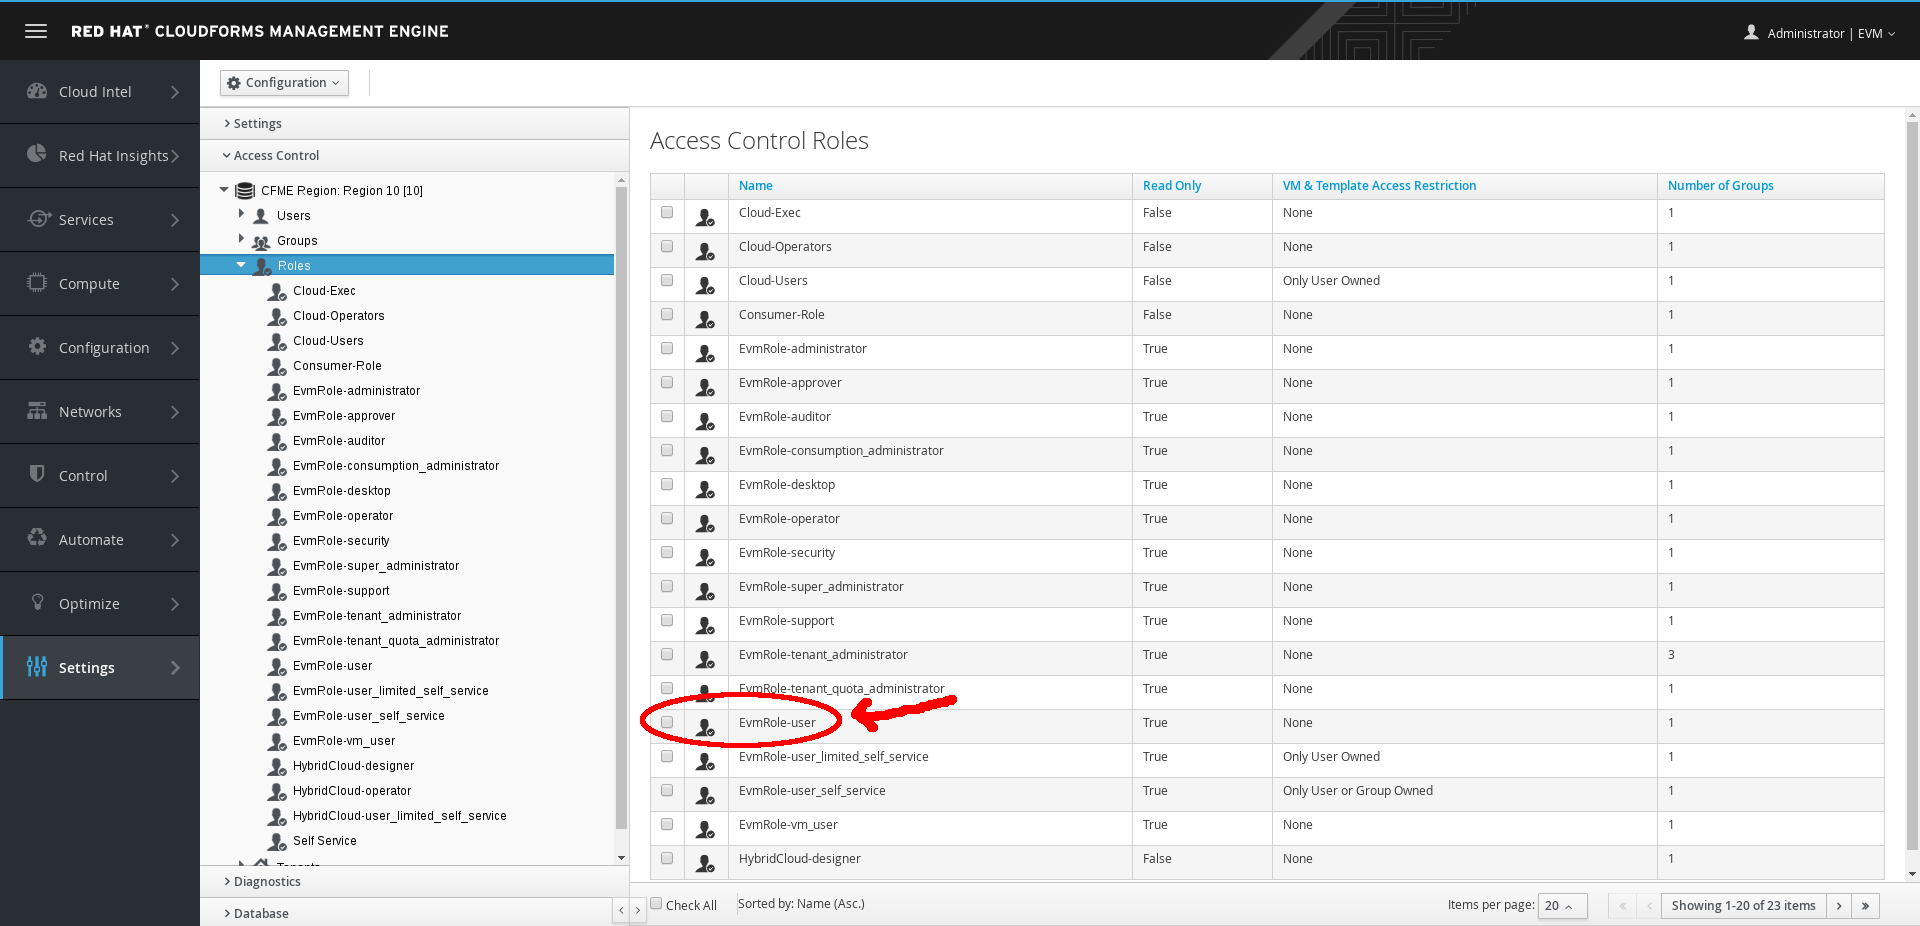 RED HAT® CLOUDFORMS MANAGEMENT ENGINE
Administrator | EVM
Cloud Intel
Red Hat Insights
Services
Compute
Configuration
Networks
Control
Automate
Optimize
Settings
Configuration
Settings
Access Control
CFME Region: Region 10 [10]
Users
Groups
Roles
Cloud-Exec
Cloud-Operators
Cloud-Users
Consumer-Role
EvmRole-administrator
EvmRole-approver
EvmRole-auditor
EvmRole-consumption_administrator
EvmRole-desktop
EvmRole-operator
EvmRole-security
EvmRole-super_administrator
EvmRole-support
EvmRole-tenant_administrator
EvmRole-tenant_quota_administrator
EvmRole-user
EvmRole-user_limited_self_service
EvmRole-user_self_service
EvmRole-vm_user
HybridCloud-designer
HybridCloud-operator
HybridCloud-user_limited_self_service
Self Service
Diagnostics
Database
Access Control Roles
Name Read Only VM & Template Access Restriction Number of Groups
Cloud-Exec False None 1
Cloud-Operators False None 1
Cloud-Users False Only User Owned 1
Consumer-Role False None 1
EvmRole-administrator True None 1
EvmRole-approver True None 1
EvmRole-auditor True None 1
EvmRole-consumption_administrator True None 1
EvmRole-desktop True None 1
EvmRole-operator True None 1
EvmRole-security True None 1
EvmRole-super_administrator True None 1
EvmRole-support True None 1
EvmRole-tenant_administrator True None 3
EvmRole-tenant_quota_administrator True None 1
EvmRole-user True None 1
EvmRole-user_limited_self_service True Only User Owned 1
EvmRole-user_self_service True Only User or Group Owned 1
EvmRole-vm_user True None 1
HybridCloud-designer False None 1
Check All Sorted by: Name (Asc.) Items per page: 20 Showing 1-20 of 23 items